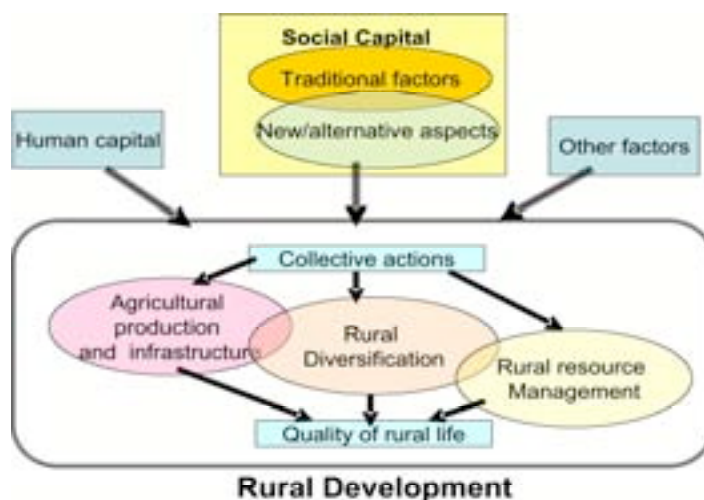 Social Capital
Traditional factors
New/alternative aspects
Human capital
Other factors
Collective actions
Agricultural
production
and infrastructure
Rural
Diversification
Rural resource
Management
Quality of rural life
Rural Development